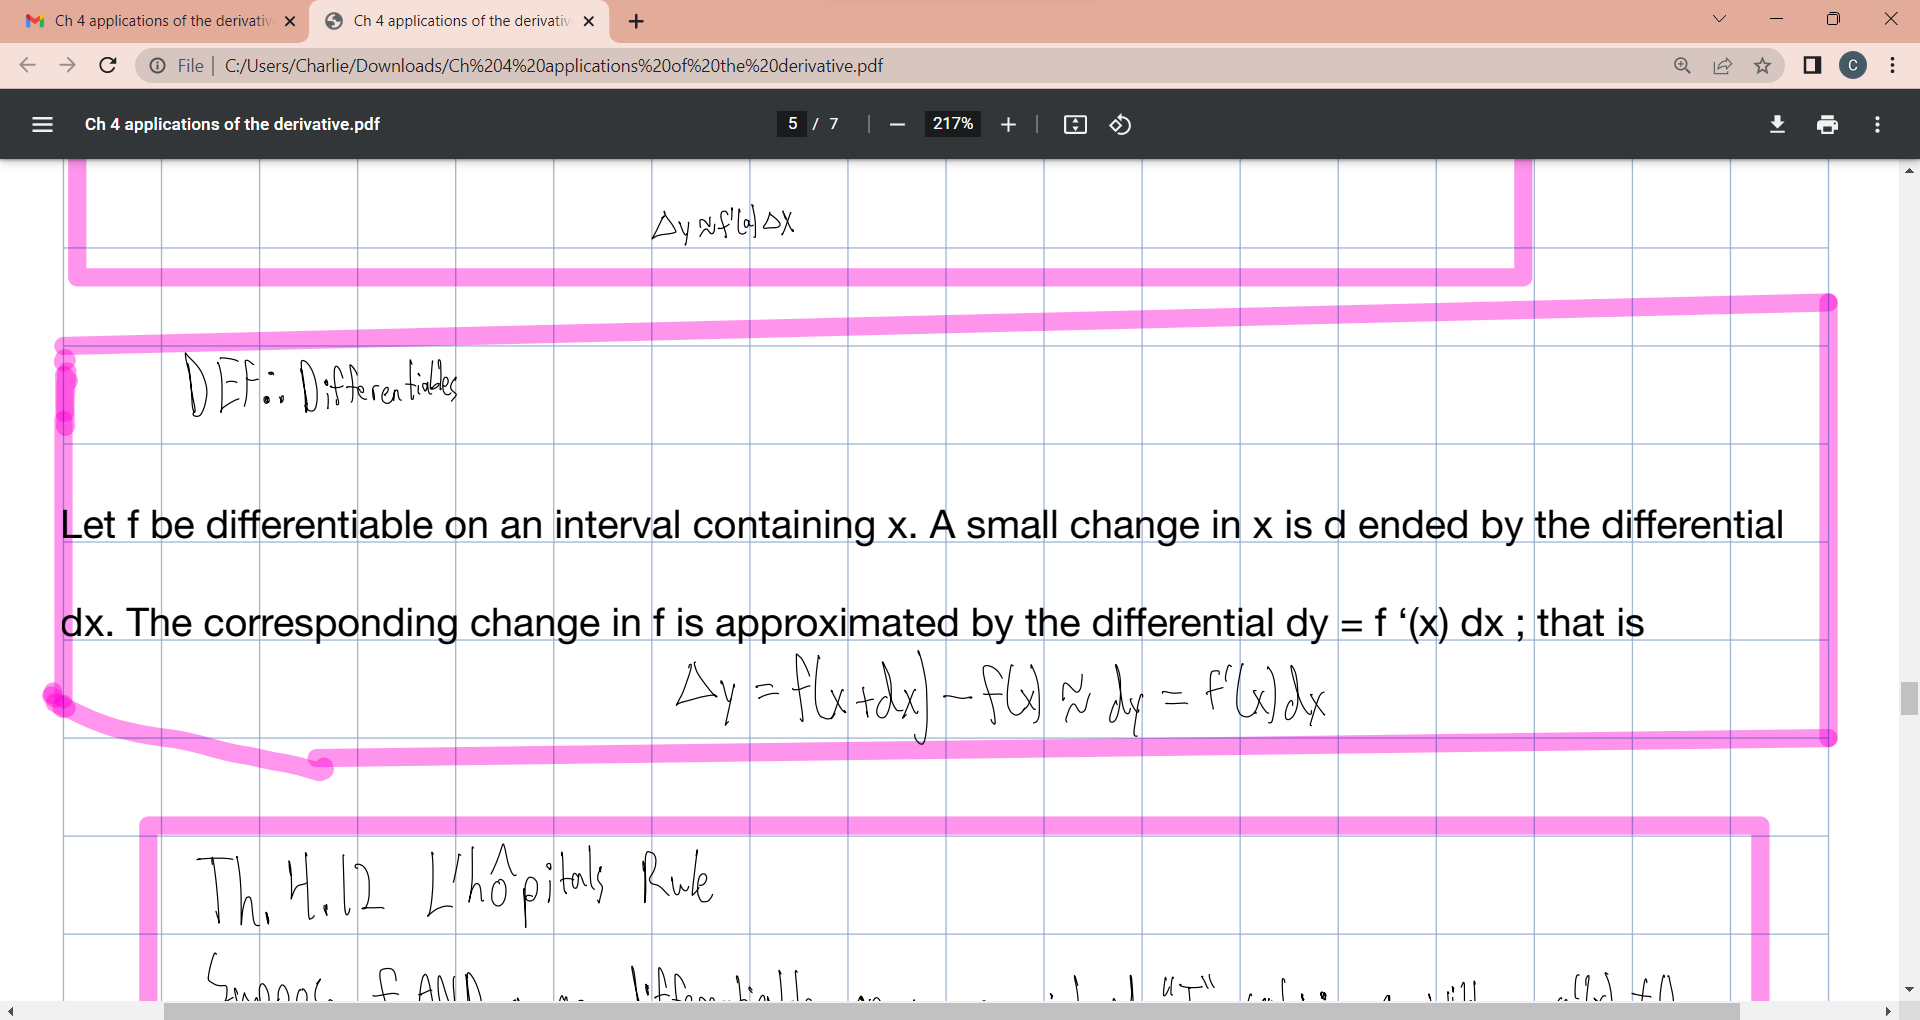 Ch 4 applications of the derivativ
Ch 4 applications of the derivativ
File | C:/Users/Charlie/Downloads/Ch%204%20applications%20of%20the%20derivative.pdf
C
Ch 4 applications of the derivative.pdf
5 / 7
217%
Δy ≈ f'(a) Δx
DEF:. Differentiables
Let f be differentiable on an interval containing x. A small change in x is d ended by the differential
dx. The corresponding change in f is approximated by the differential dy = f ‘(x) dx ; that is
Δy = f(x+dx) – f(x) ≈ dy = f'(x) dx
Th. 4.12 L'hôpitals Rule
Suppose f AND